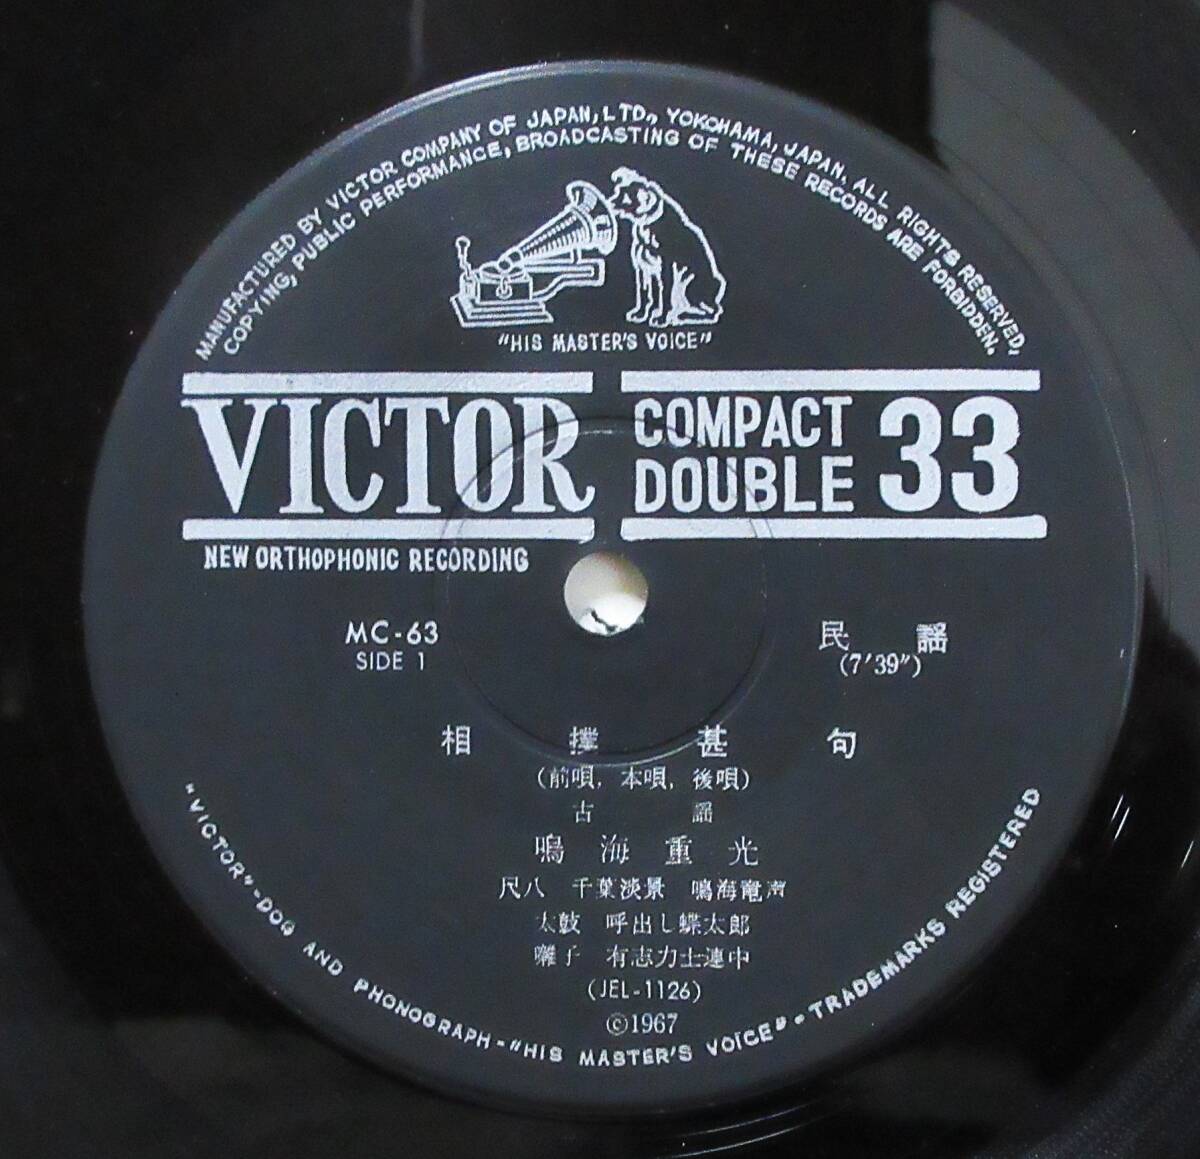 MANUFACTURED BY VICTOR COMPANY OF JAPAN, LTD., YOKOHAMA, JAPAN, ALL RIGHTS RESERVED,
COPYING, PUBLIC PERFORMANCE, BROADCASTING OF THESE RECORDS ARE FORBIDDEN.
"HIS MASTER'S VOICE"
VICTOR COMPACT DOUBLE 33
NEW ORTHOPHONIC RECORDING
MC-63
SIDE 1
民謡
(7′39″)
相撲甚句
(前唄, 本唄, 後唄)
古謡
鳴海重光
尺八 千葉淡景 鳴海竜声
太鼓 呼出し蝶太郎
囃子 有志力士連中
(JEL-1126)
©1967
"VICTOR"-DOG AND PHONOGRAPH-"HIS MASTER'S VOICE"-TRADEMARKS REGISTERED